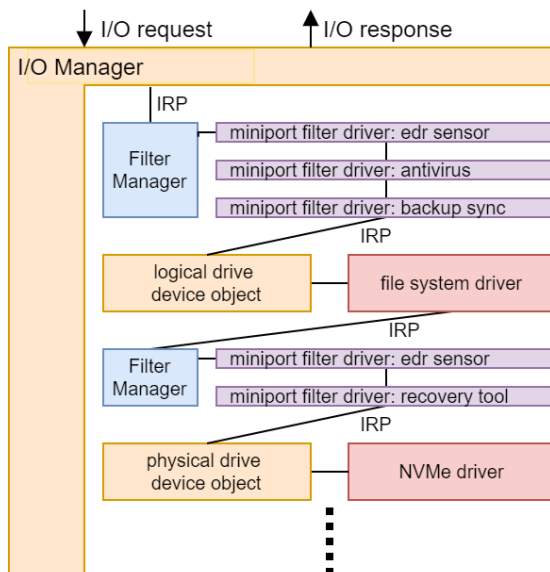 I/O request
I/O response
I/O Manager
IRP
Filter
Manager
miniport filter driver: edr sensor
miniport filter driver: antivirus
miniport filter driver: backup sync
IRP
logical drive
device object
file system driver
IRP
Filter
Manager
miniport filter driver: edr sensor
miniport filter driver: recovery tool
IRP
physical drive
device object
NVMe driver